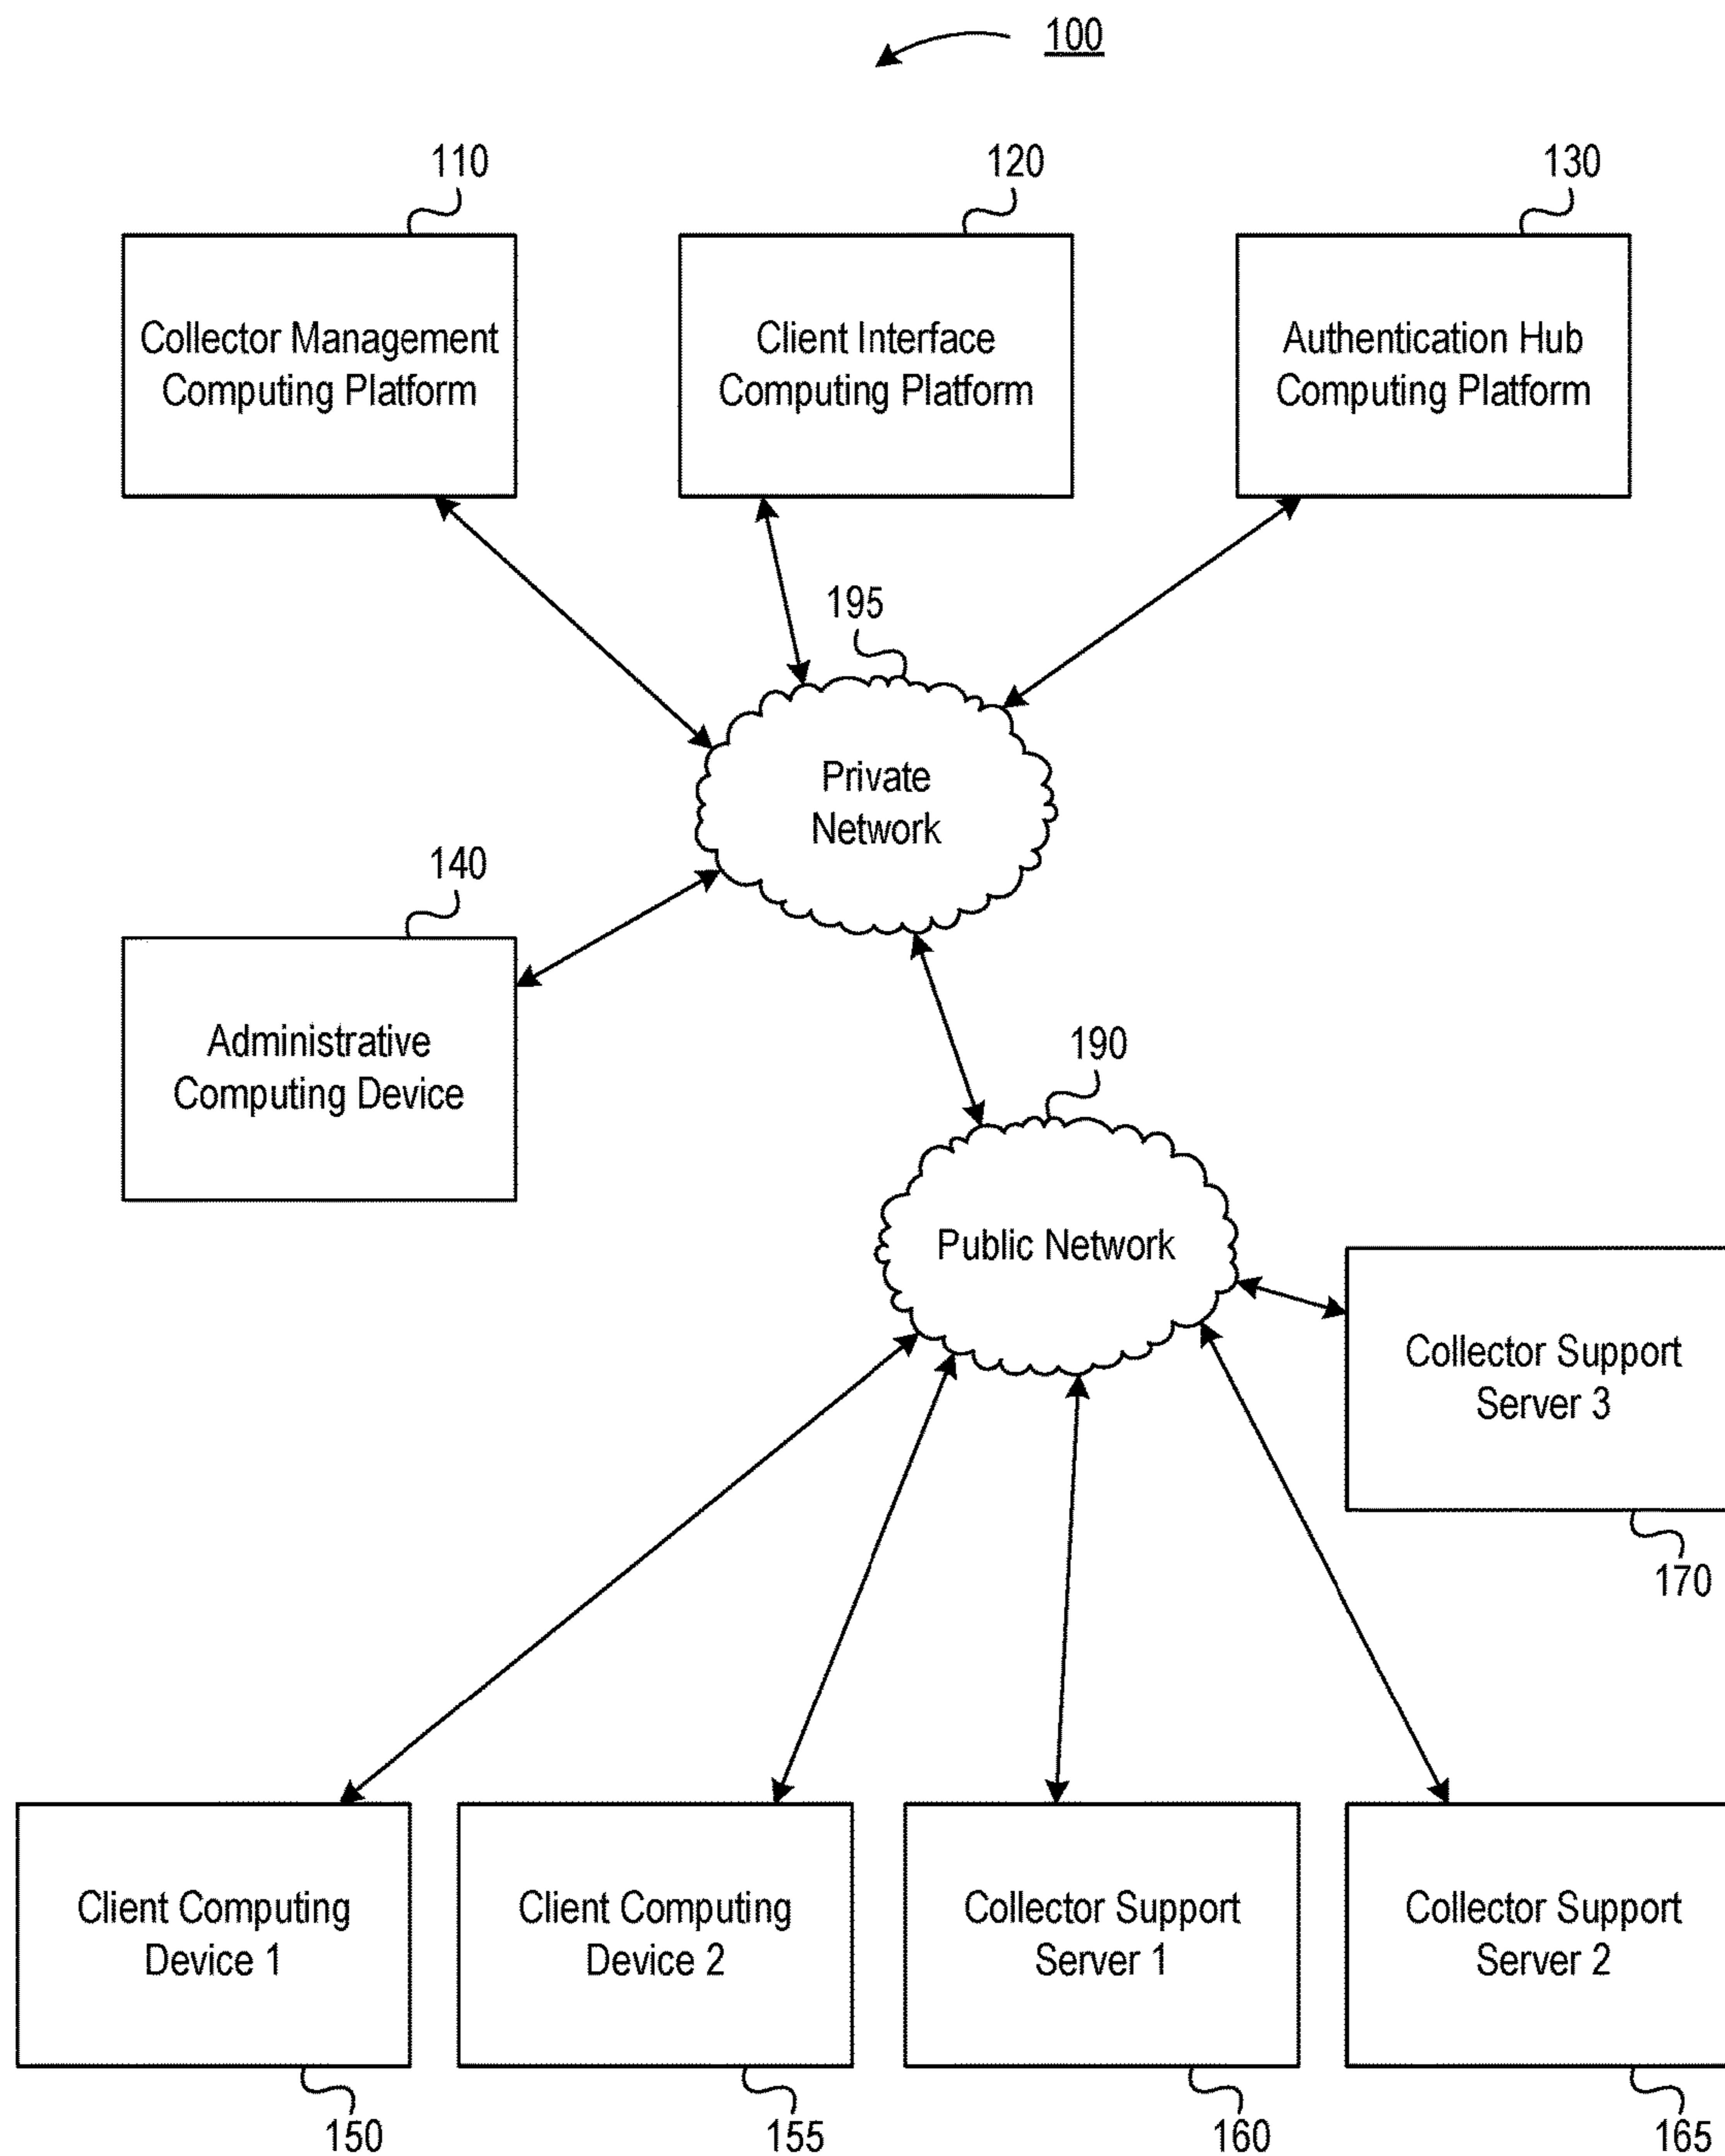 100
110
120
130
Collector Management
Computing Platform
Client Interface
Computing Platform
Authentication Hub
Computing Platform
195
Private
Network
140
Administrative
Computing Device
190
Public Network
Collector Support
Server 3
170
Client Computing
Device 1
Client Computing
Device 2
Collector Support
Server 1
Collector Support
Server 2
150
155
160
165